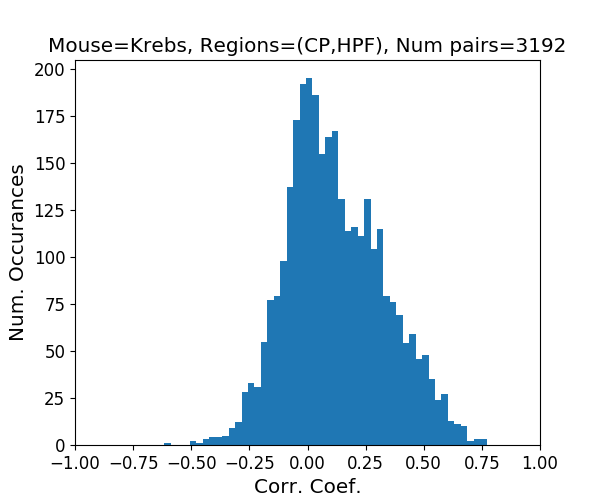 Mouse=Krebs, Regions=(CP,HPF), Num pairs=3192
200
175
150
125
100
75
50
25
0
Num. Occurances
−1.00 −0.75 −0.50 −0.25 0.00 0.25 0.50 0.75 1.00
Corr. Coef.